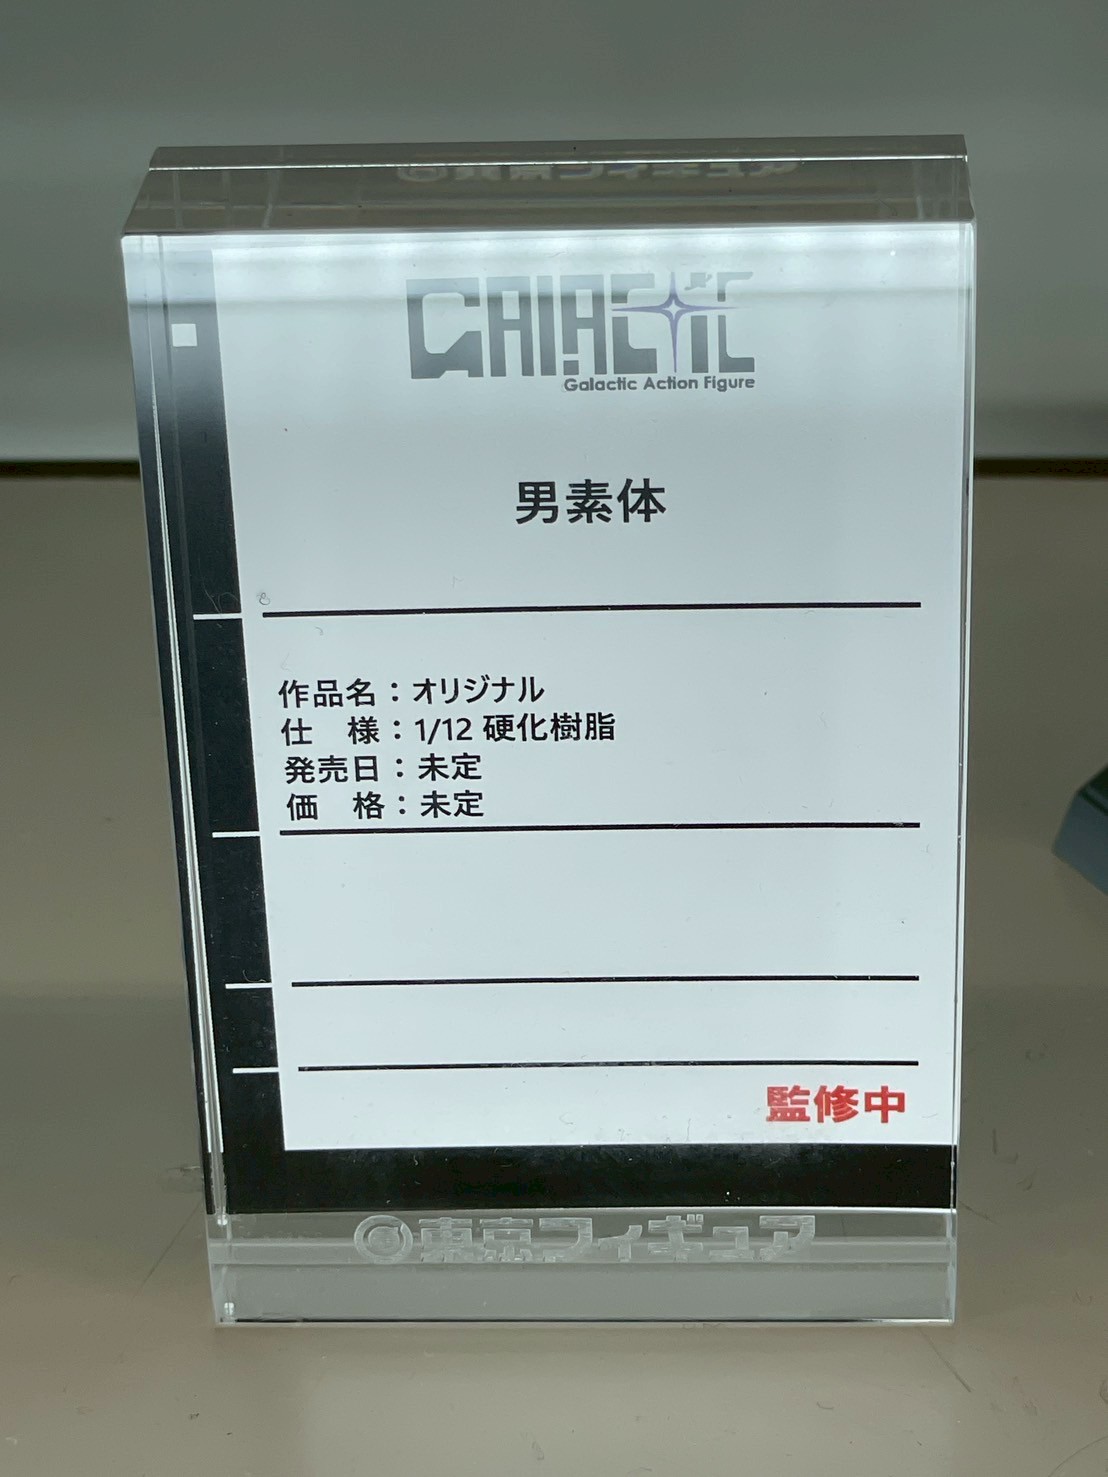 GALACTIC
Galactic Action Figure
男素体
作品名：オリジナル
仕　様：1/12 硬化樹脂
発売日：未定
価　格：未定
監修中
東京フィギュア